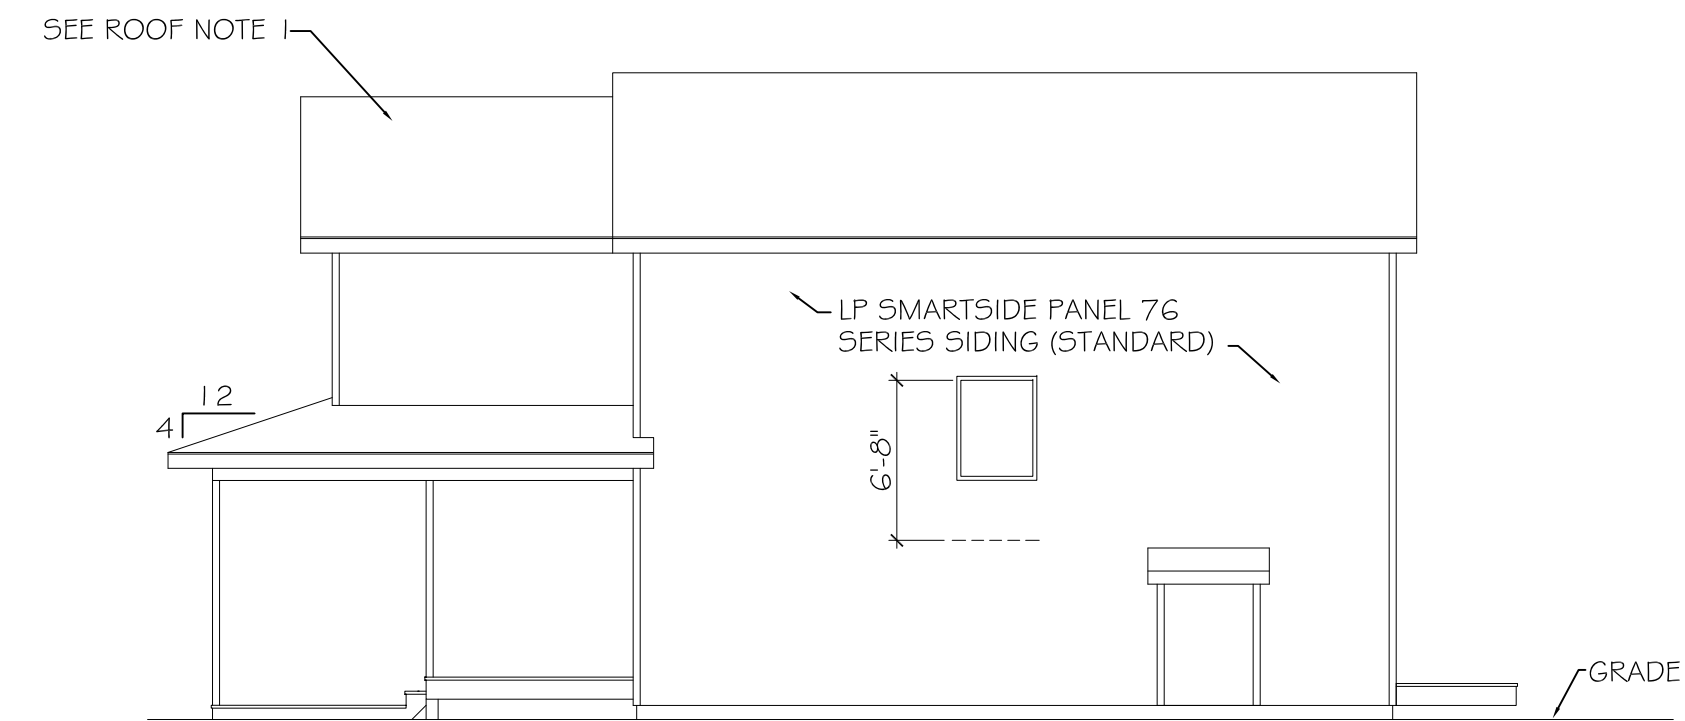 SEE ROOF NOTE 1
LP SMARTSIDE PANEL 76
SERIES SIDING (STANDARD)
12
4
6'-8"
GRADE